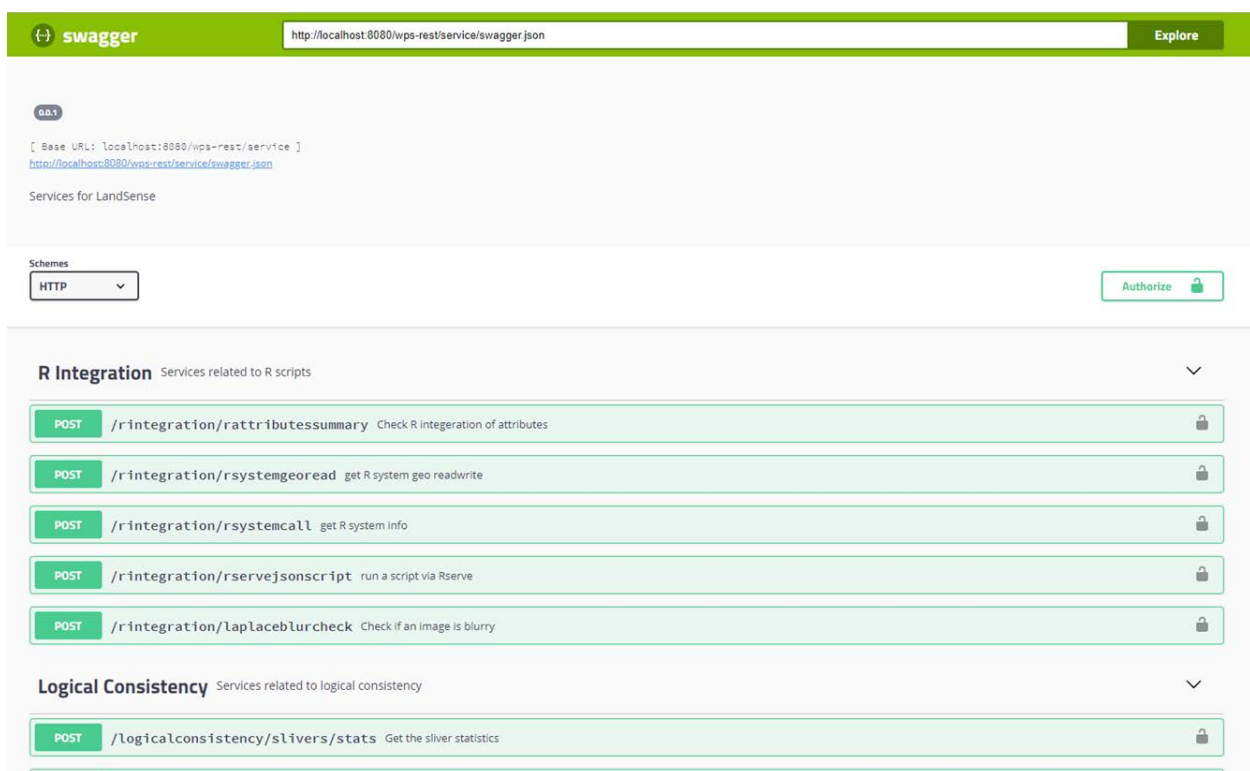 swagger
http://localhost:8080/wps-rest/service/swagger.json
Explore
0.0.1
[ Base URL: localhost:8080/wps-rest/service ]
http://localhost:8080/wps-rest/service/swagger.json
Services for LandSense
Schemes
HTTP
Authorize
R Integration Services related to R scripts
POST /rintegration/rattributessummary Check R integeration of attributes
POST /rintegration/rsystemgeoread get R system geo readwrite
POST /rintegration/rsystemcall get R system info
POST /rintegration/rservejsonscript run a script via Rserve
POST /rintegration/laplaceblurcheck Check if an image is blurry
Logical Consistency Services related to logical consistency
POST /logicalconsistency/slivers/stats Get the sliver statistics